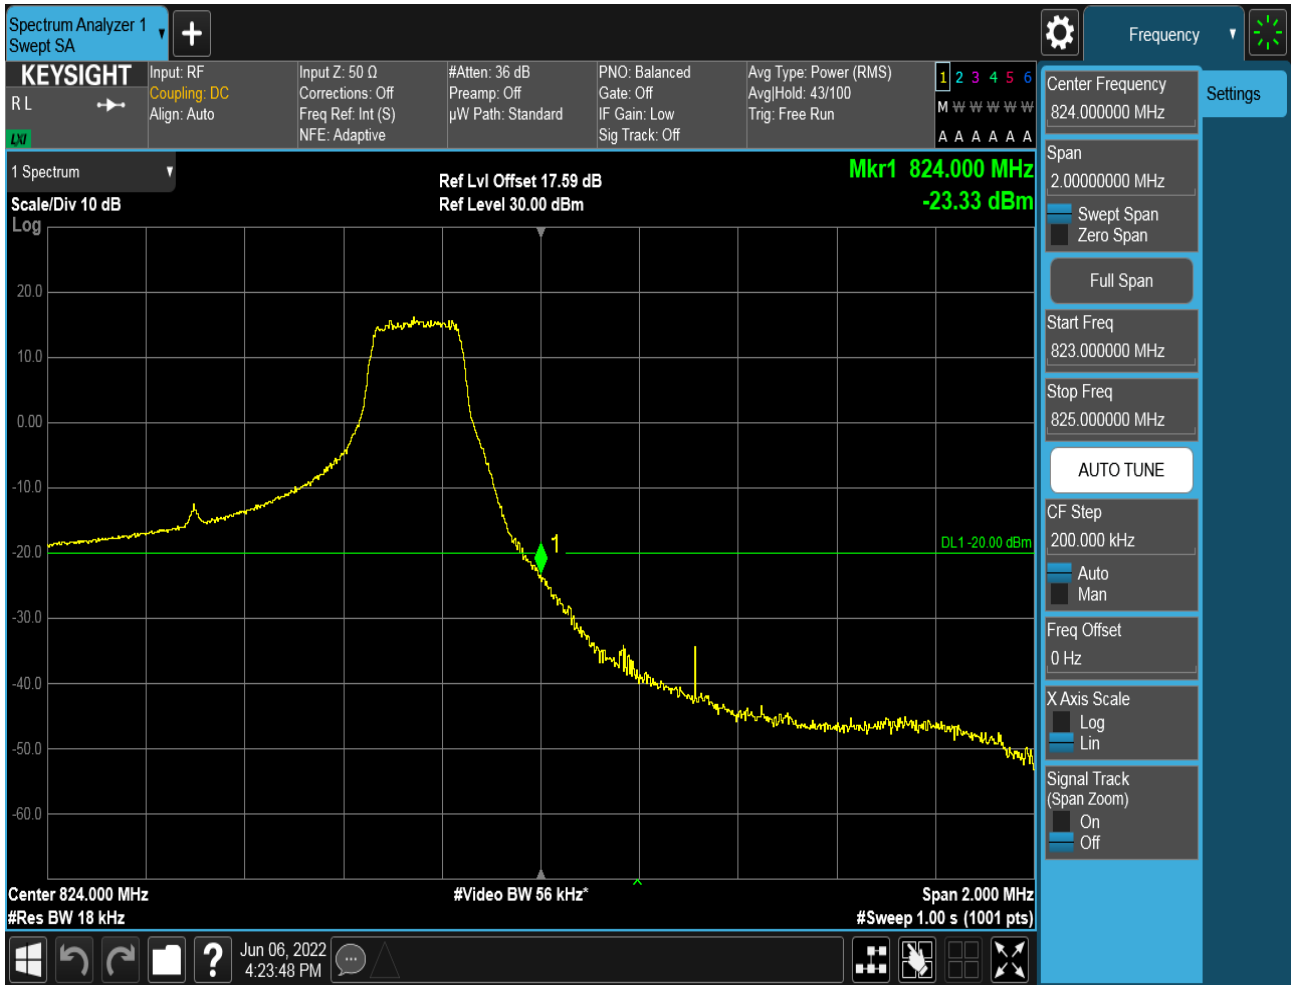 Spectrum Analyzer 1
Swept SA
Frequency
KEYSIGHT
R L
LXI
Input: RF
Coupling: DC
Align: Auto
Input Z: 50 Ω
Corrections: Off
Freq Ref: Int (S)
NFE: Adaptive
#Atten: 36 dB
Preamp: Off
µW Path: Standard
PNO: Balanced
Gate: Off
IF Gain: Low
Sig Track: Off
Avg Type: Power (RMS)
Avg|Hold: 43/100
Trig: Free Run
1 2 3 4 5 6
M W W W W W
A A A A A A
1 Spectrum
Scale/Div 10 dB
Log
Ref Lvl Offset 17.59 dB
Ref Level 30.00 dBm
Mkr1 824.000 MHz
-23.33 dBm
20.0
10.0
0.00
-10.0
-20.0
-30.0
-40.0
-50.0
-60.0
1
DL1 -20.00 dBm
Center 824.000 MHz
#Res BW 18 kHz
#Video BW 56 kHz*
Span 2.000 MHz
#Sweep 1.00 s (1001 pts)
?
Jun 06, 2022
4:23:48 PM
Center Frequency
824.000000 MHz
Settings
Span
2.00000000 MHz
Swept Span
Zero Span
Full Span
Start Freq
823.000000 MHz
Stop Freq
825.000000 MHz
AUTO TUNE
CF Step
200.000 kHz
Auto
Man
Freq Offset
0 Hz
X Axis Scale
Log
Lin
Signal Track
(Span Zoom)
On
Off